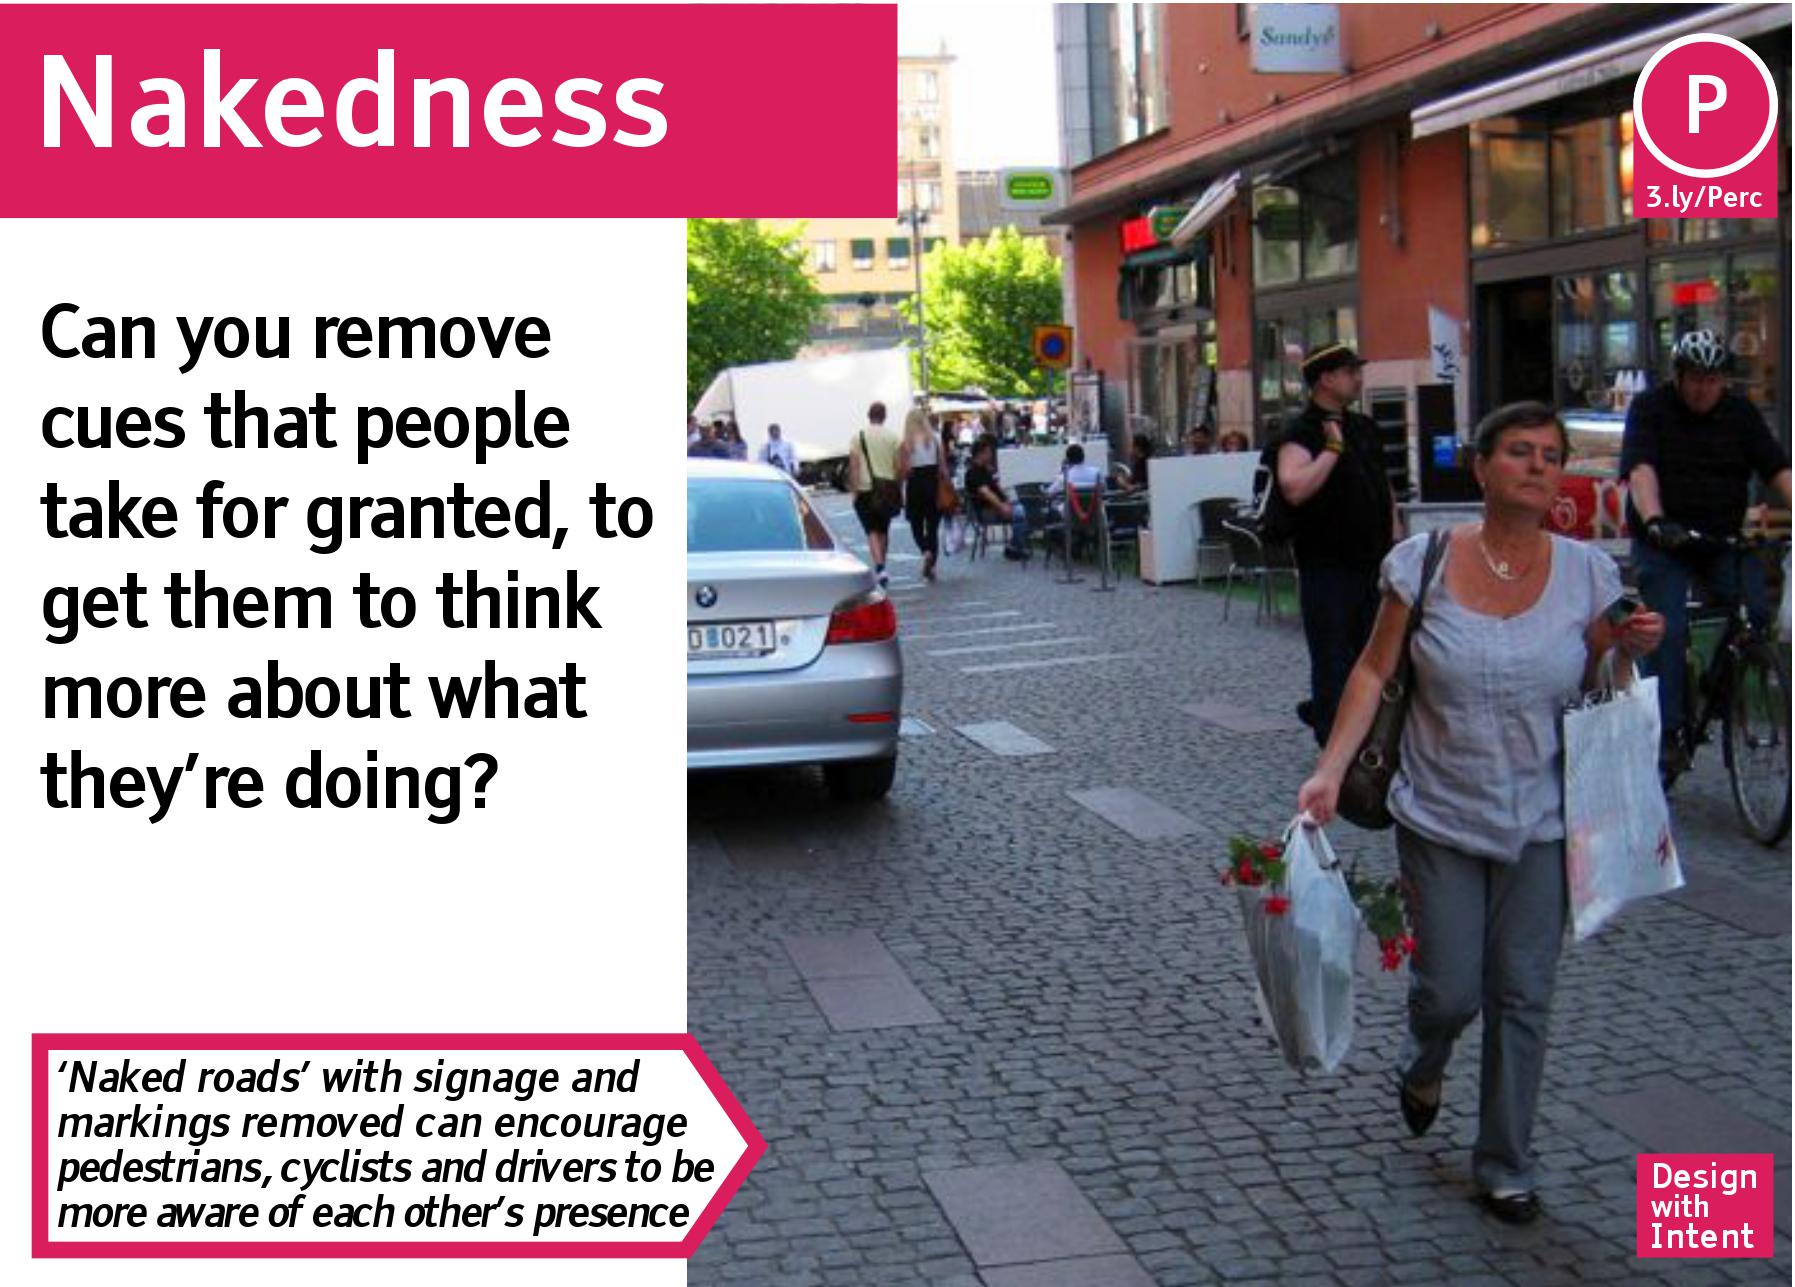 Nakedness
Sandys
P
3.ly/Perc
Can you remove
cues that people
take for granted, to
get them to think
more about what
they’re doing?
021
‘Naked roads’ with signage and
markings removed can encourage
pedestrians, cyclists and drivers to be
more aware of each other’s presence
Design
with
Intent